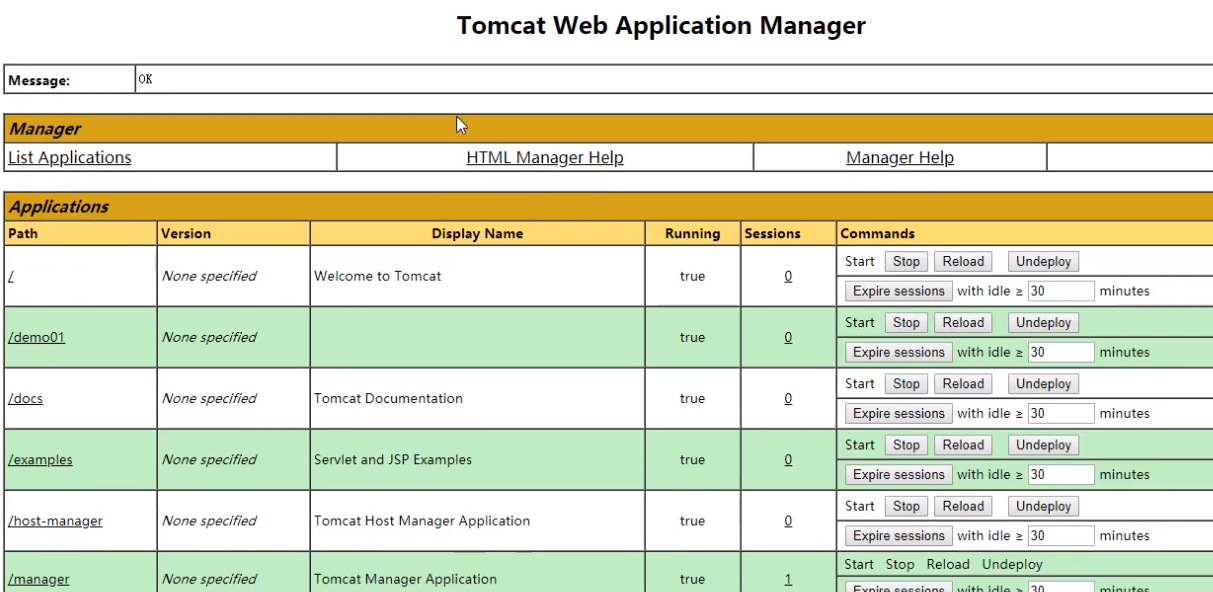 Tomcat Web Application Manager
Message: OK
Manager
List Applications HTML Manager Help Manager Help
Applications
Path Version Display Name Running Sessions Commands
/ None specified Welcome to Tomcat true 0 Start Stop Reload Undeploy
Expire sessions with idle ≥ 30 minutes
/demo01 None specified true 0 Start Stop Reload Undeploy
Expire sessions with idle ≥ 30 minutes
/docs None specified Tomcat Documentation true 0 Start Stop Reload Undeploy
Expire sessions with idle ≥ 30 minutes
/examples None specified Servlet and JSP Examples true 0 Start Stop Reload Undeploy
Expire sessions with idle ≥ 30 minutes
/host-manager None specified Tomcat Host Manager Application true 0 Start Stop Reload Undeploy
Expire sessions with idle ≥ 30 minutes
/manager None specified Tomcat Manager Application true 1 Start Stop Reload Undeploy
Expire sessions with idle ≥ 30 minutes